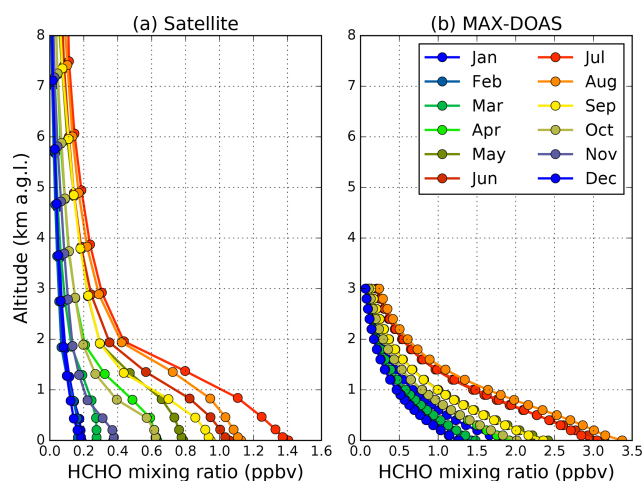 (a) Satellite
(b) MAX-DOAS
8
7
6
5
4
3
2
1
0
Altitude (km a.g.l.)
0.0 0.2 0.4 0.6 0.8 1.0 1.2 1.4 1.6
HCHO mixing ratio (ppbv)
8
7
6
5
4
3
2
1
0
Jan Jul
Feb Aug
Mar Sep
Apr Oct
May Nov
Jun Dec
0.0 0.5 1.0 1.5 2.0 2.5 3.0 3.5
HCHO mixing ratio (ppbv)